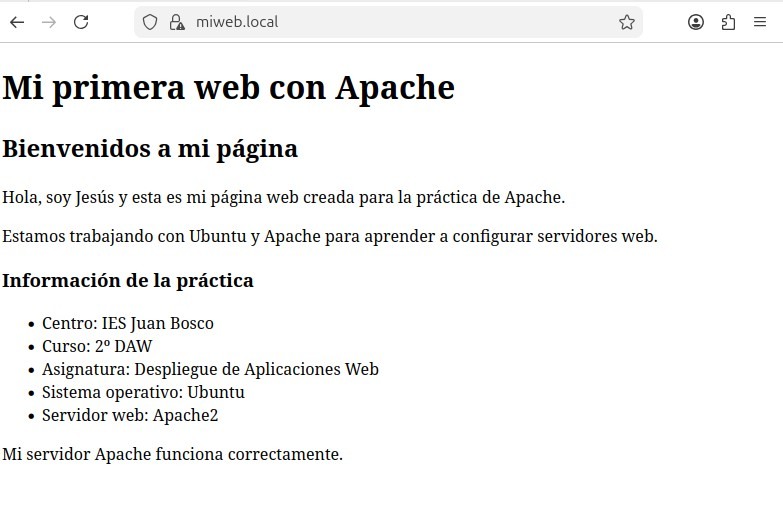 miweb.local
Mi primera web con Apache
Bienvenidos a mi página
Hola, soy Jesús y esta es mi página web creada para la práctica de Apache.
Estamos trabajando con Ubuntu y Apache para aprender a configurar servidores web.
Información de la práctica
• Centro: IES Juan Bosco
• Curso: 2º DAW
• Asignatura: Despliegue de Aplicaciones Web
• Sistema operativo: Ubuntu
• Servidor web: Apache2
Mi servidor Apache funciona correctamente.